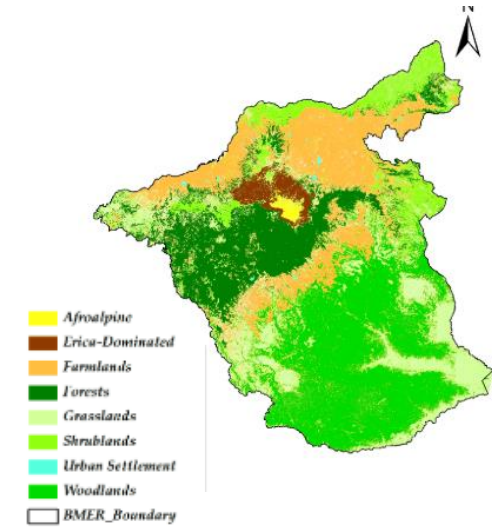 N
Afroalpine
Erica-Dominated
Farmlands
Forests
Grasslands
Shrublands
Urban Settlement
Woodlands
BMER_Boundary